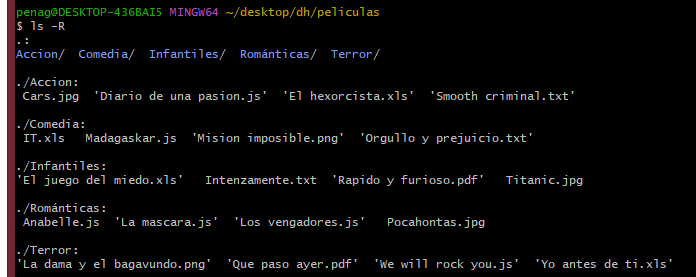 penag@DESKTOP-436BAI5 MINGW64 ~/desktop/dh/peliculas
$ ls -R
.:
Accion/  Comedia/  Infantiles/  Románticas/  Terror/

./Accion:
 Cars.jpg  'Diario de una pasion.js'  'El hexorcista.xls'  'Smooth criminal.txt'

./Comedia:
 IT.xls   Madagaskar.js  'Mision imposible.png'  'Orgullo y prejuicio.txt'

./Infantiles:
'El juego del miedo.xls'   Intenzamente.txt  'Rapido y furioso.pdf'   Titanic.jpg

./Románticas:
 Anabelle.js  'La mascara.js'  'Los vengadores.js'   Pocahontas.jpg

./Terror:
'La dama y el bagavundo.png'  'Que paso ayer.pdf'  'We will rock you.js'  'Yo antes de ti.xls'